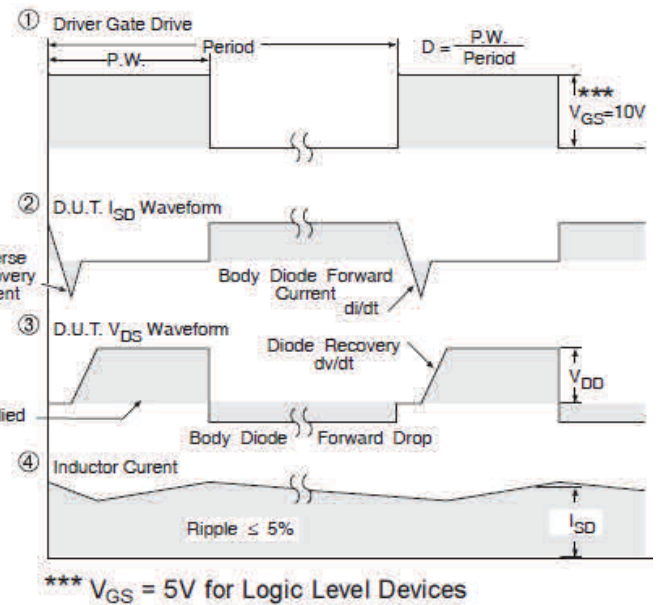 ① Driver Gate Drive
P.W.
Period
D = P.W.
Period
***
VGS=10V
② D.U.T. ISD Waveform
Body Diode Forward
Current
di/dt
③ D.U.T. VDS Waveform
Diode Recovery
dv/dt
VDD
Body Diode Forward Drop
④ Inductor Curent
Ripple ≤ 5%
ISD
*** VGS = 5V for Logic Level Devices